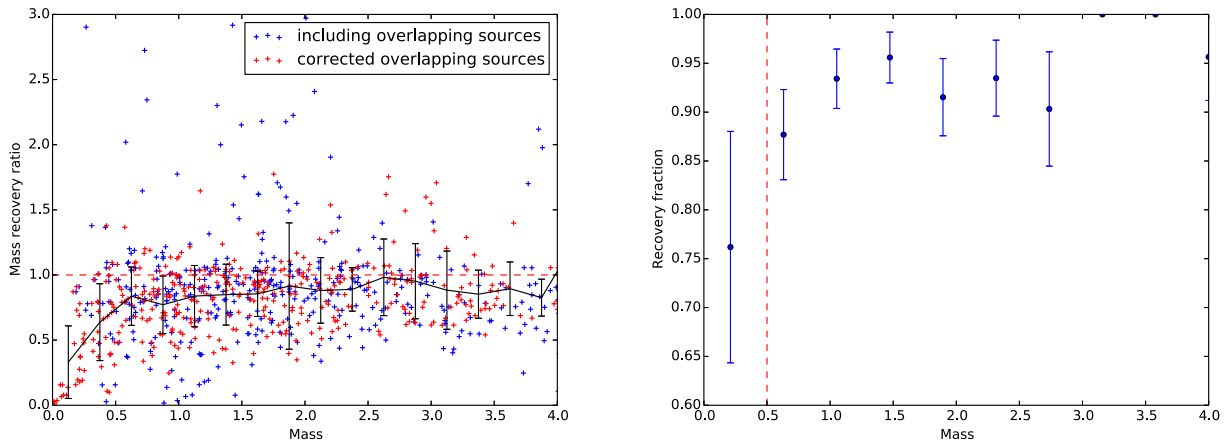 3.0
2.5
2.0
1.5
1.0
0.5
0.0
Mass recovery ratio
including overlapping sources
corrected overlapping sources
0.0 0.5 1.0 1.5 2.0 2.5 3.0 3.5 4.0
Mass
1.00
0.95
0.90
0.85
0.80
0.75
0.70
0.65
0.60
Recovery fraction
0.0 0.5 1.0 1.5 2.0 2.5 3.0 3.5 4.0
Mass